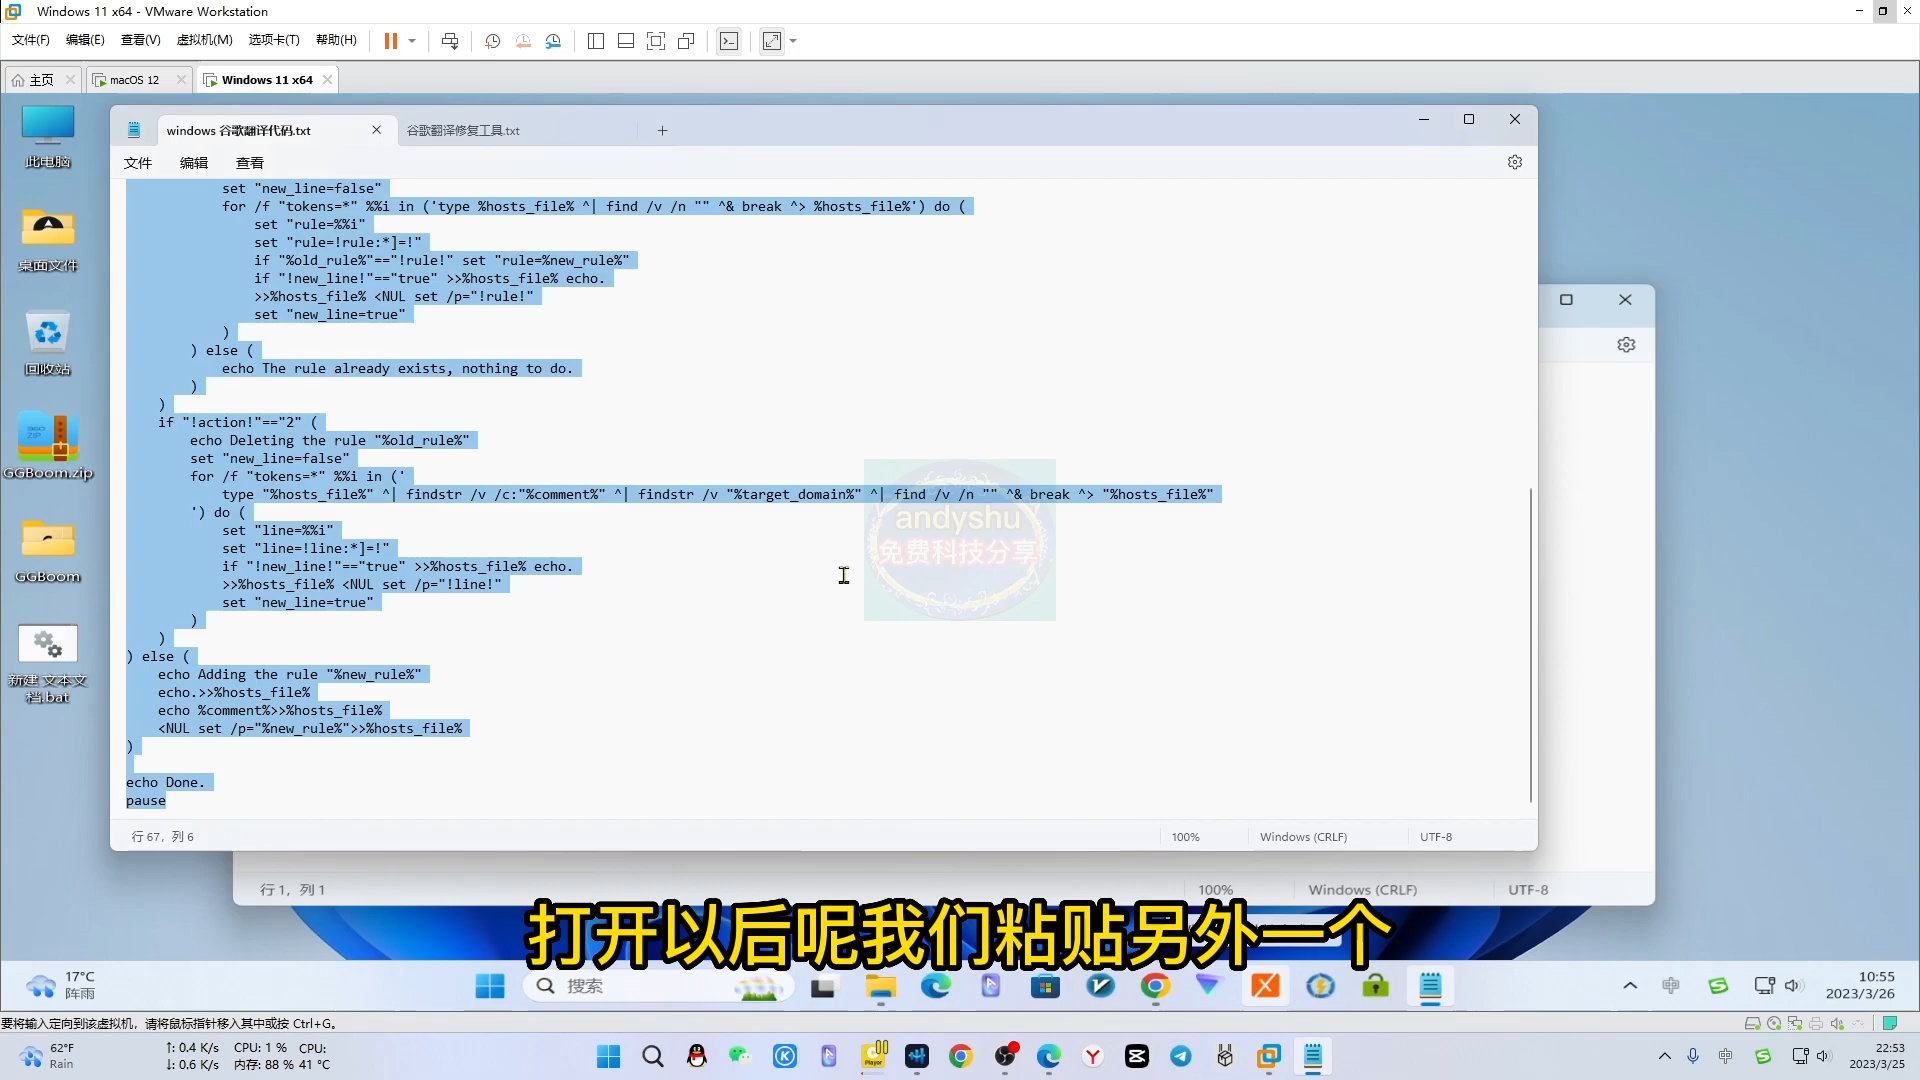 Windows 11 x64 - VMware Workstation
文件(F) 编辑(E) 查看(V) 虚拟机(M) 选项卡(T) 帮助(H)
主页 macOS 12 Windows 11 x64
windows 谷歌翻译代码.txt 谷歌翻译修复工具.txt
文件 编辑 查看
set "new_line=false"
for /f "tokens=*" %%i in ('type %hosts_file% ^| find /v /n "" ^& break ^> %hosts_file%') do (
set "rule=%%i"
set "rule=!rule:*]=!"
if "%old_rule%"=="!rule!" set "rule=%new_rule%"
if "!new_line!"=="true" >>%hosts_file% echo.
>>%hosts_file% <NUL set /p="!rule!"
set "new_line=true"
)
) else (
echo The rule already exists, nothing to do.
)
)
if "!action!"=="2" (
echo Deleting the rule "%old_rule%"
set "new_line=false"
for /f "tokens=*" %%i in ('
type "%hosts_file%" ^| findstr /v /c:"%comment%" ^| findstr /v "%target_domain%" ^| find /v /n "" ^& break ^> "%hosts_file%"
') do (
set "line=%%i"
set "line=!line:*]=!"
if "!new_line!"=="true" >>%hosts_file% echo.
>>%hosts_file% <NUL set /p="!line!"
set "new_line=true"
)
)
) else (
echo Adding the rule "%new_rule%"
echo.>>%hosts_file%
echo %comment%>>%hosts_file%
<NUL set /p="%new_rule%">>%hosts_file%
)
echo Done.
pause
行 67，列 6 100% Windows (CRLF) UTF-8
行 1，列 1 100% Windows (CRLF) UTF-8
此电脑
桌面文件
回收站
GGBoom.zip
GGBoom
新建 文本文
档.bat
andyshu
免费科技分享
打开以后呢我们粘贴另外一个
17°C
阵雨
搜索
中
10:55
2023/3/26
要将输入定向到该虚拟机，请将鼠标指针移入其中或按 Ctrl+G。
62°F
Rain
↑: 0.4 K/s CPU: 1 % CPU:
↓: 0.6 K/s 内存: 88 % 41 °C
中
22:53
2023/3/25